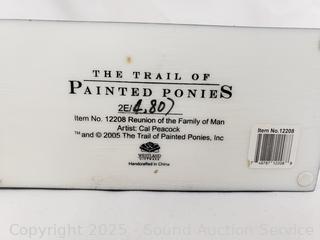 THE TRAIL OF
PAINTED PONIES
2E/4,807
Item No. 12208 Reunion of the Family of Man
Artist: Cal Peacock
™ and © 2005 The Trail of Painted Ponies, Inc
WESTLAND
GIFTWARE
Handcrafted in China
Item No. 12208
Copyright 2025 - Sound Auction Service